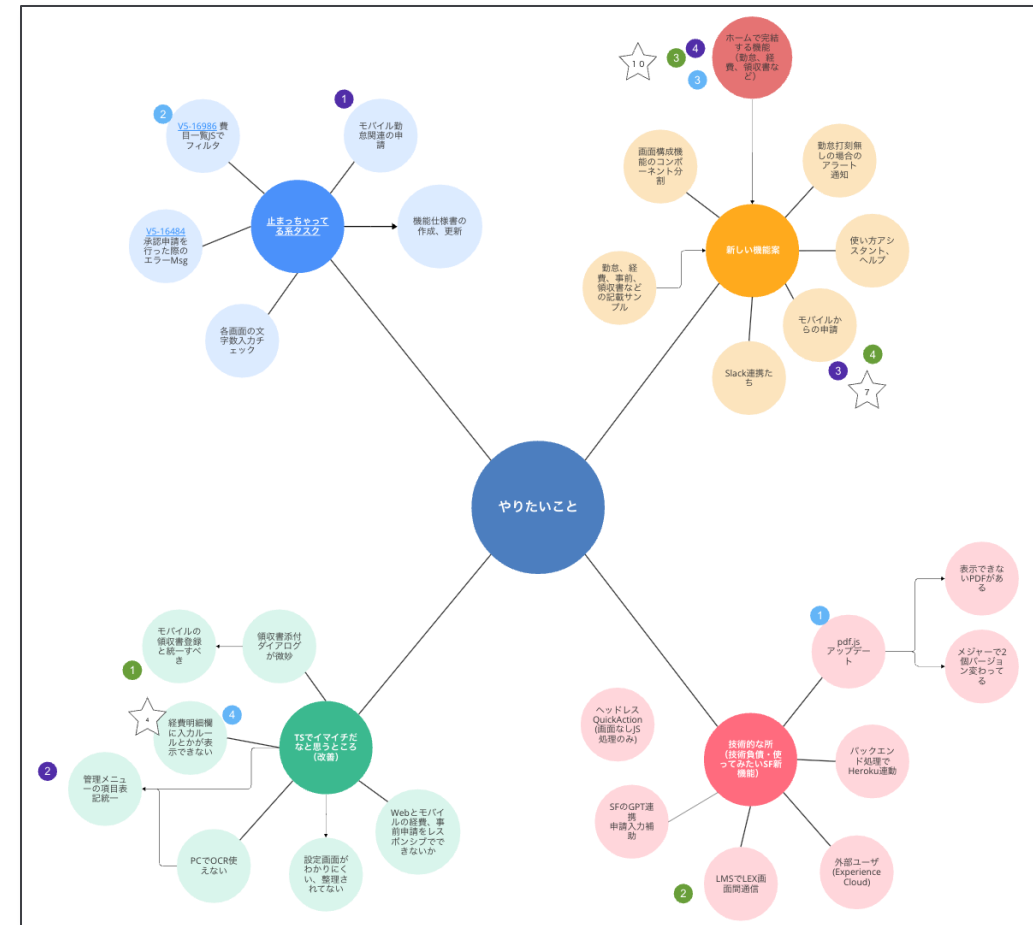 ホームで完結
する機能
（勤怠、経
費、領収書な
ど）
10
3
4
3
2
VS-16986 費
目一覧JSで
フィルタ
1
モバイル勤
怠関連の申
請
VS-16484
承認申請を
行った際の
エラーMsg
止まっちゃって
る系タスク
機能仕様書の
作成、更新
各画面の文
字数入力チ
ェック
画面構成機
能のコンポ
ーネント分
割
勤怠打刻無
しの場合の
アラート
通知
新しい機能案
使い方アシ
スタント、
ヘルプ
勤怠、経
費、事前、
領収書など
の記載サン
プル
モバイルか
らの申請
4
3
7
Slack連携た
ち
やりたいこと
モバイルの
領収書登録
と統一すべ
き
領収書添付
ダイアログ
が微妙
1
4
経費明細欄
に入力ルー
ルとかが表
示できない
4
TSでイマイチだ
なと思うところ
（改善）
2
管理メニュ
ーの項目表
記統一
PCでOCR使
えない
設定画面が
わかりにく
い、整理さ
れてない
Webとモバイ
ルの経費、事
前申請をレス
ポンシブでで
きないか
1
pdf.js
アップデー
ト
表示できな
いPDFがあ
る
メジャーで2
個バージョ
ン変わって
る
ヘッドレス
QuickAction
(画面なしJS
処理のみ)
技術的な所
（技術負債・使
ってみたいSF新
機能）
バックエン
ド処理で
Heroku連動
SFのGPT連
携
申請入力補
助
2
LMSでLEX画
面間通信
外部ユーザ
(Experience
Cloud)